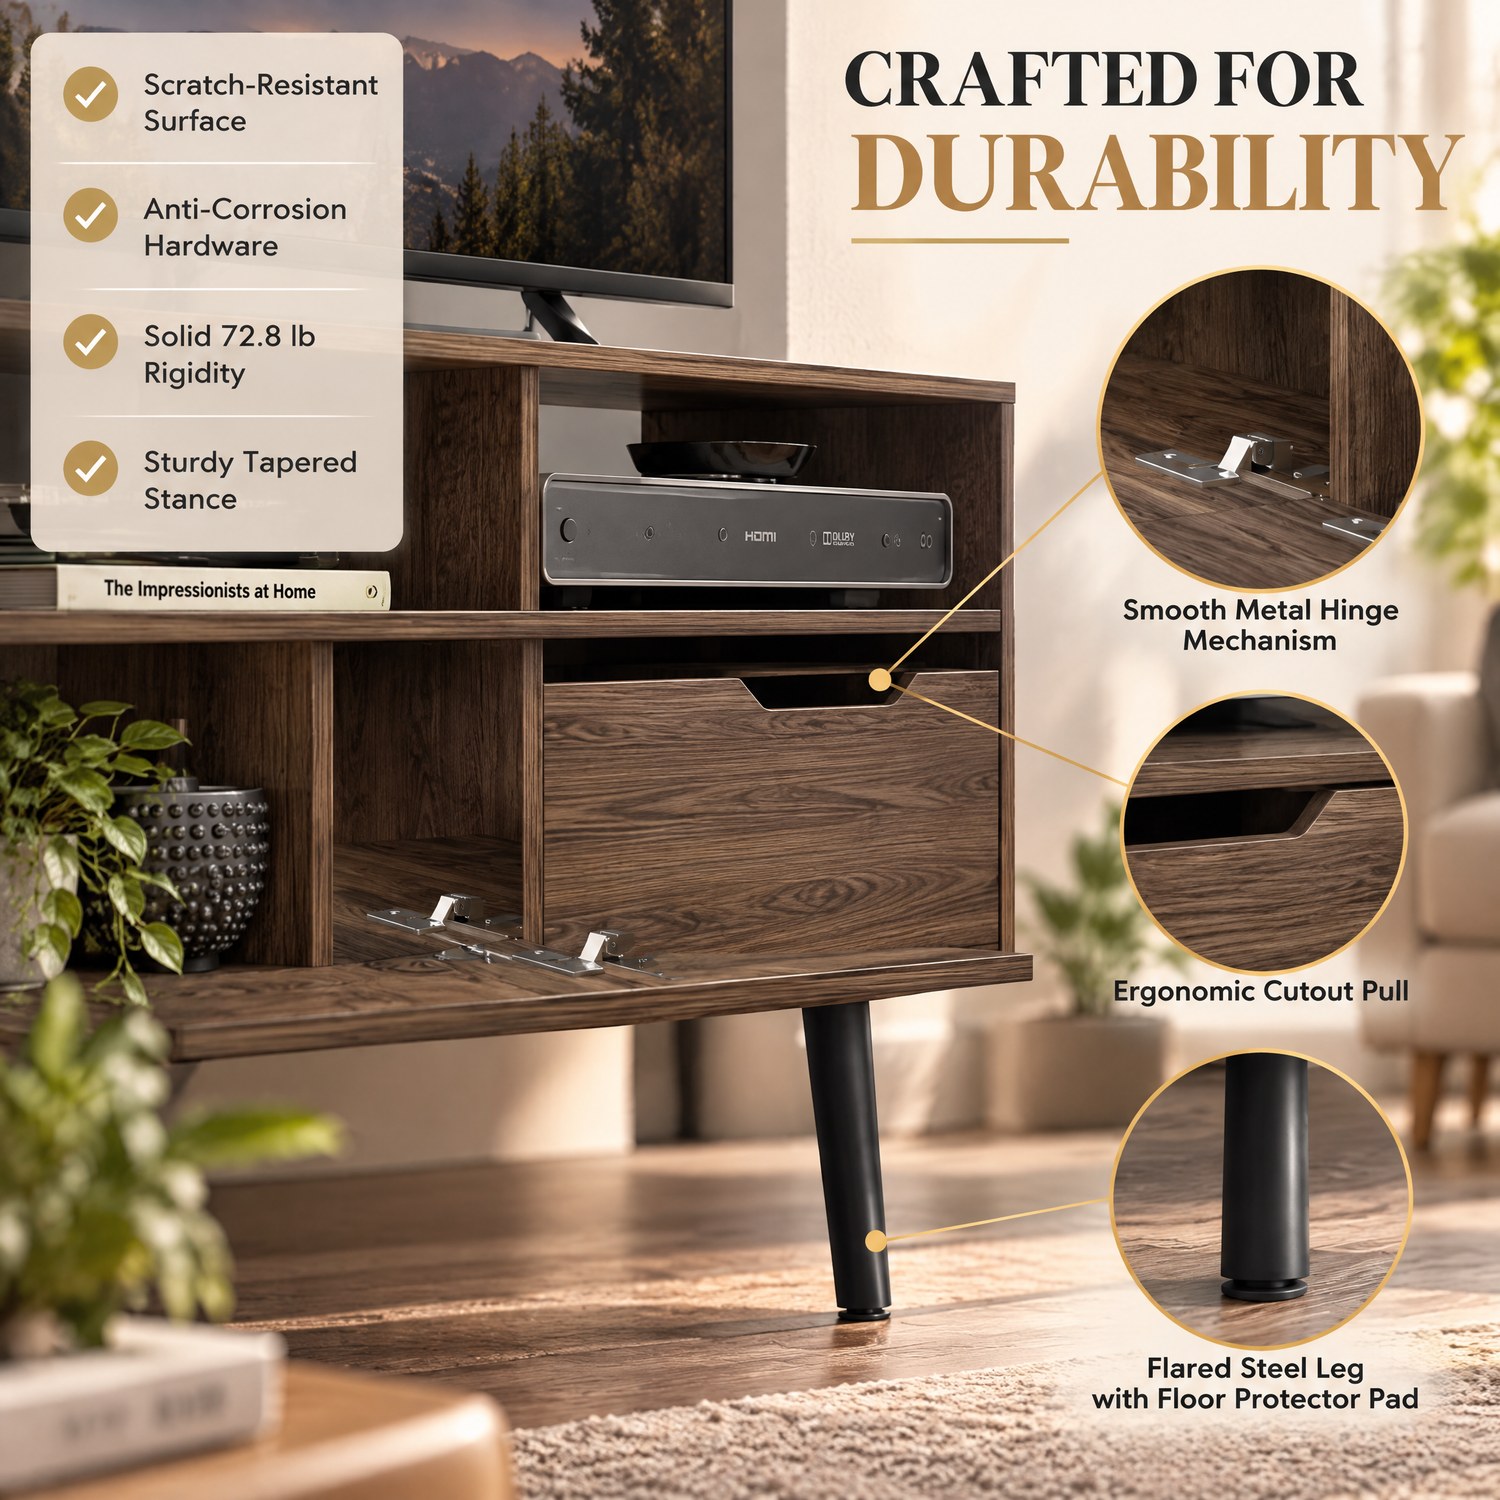 CRAFTED FOR
DURABILITY
Scratch-Resistant
Surface
Anti-Corrosion
Hardware
Solid 72.8 lb
Rigidity
Sturdy Tapered
Stance
The Impressionists at Home
HDMI
Smooth Metal Hinge
Mechanism
Ergonomic Cutout Pull
Flared Steel Leg
with Floor Protector Pad